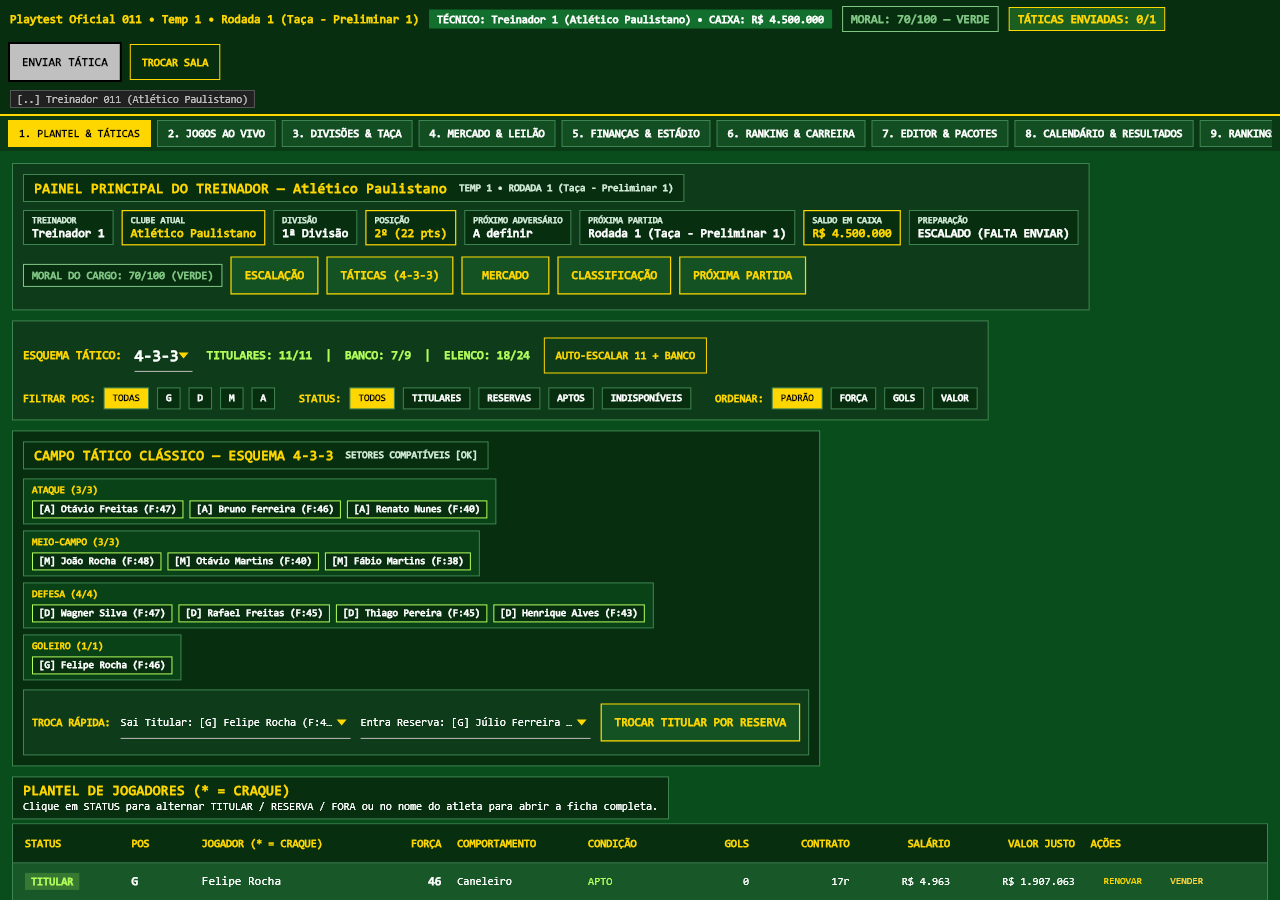 Playtest Oficial 011 • Temp 1 • Rodada 1 (Taça - Preliminar 1) TÉCNICO: Treinador 1 (Atlético Paulistano) • CAIXA: R$ 4.500.000 MORAL: 70/100 — VERDE TÁTICAS ENVIADAS: 0/1
ENVIAR TÁTICA TROCAR SALA
[..] Treinador 011 (Atlético Paulistano)
1. PLANTEL & TÁTICAS 2. JOGOS AO VIVO 3. DIVISÕES & TAÇA 4. MERCADO & LEILÃO 5. FINANÇAS & ESTÁDIO 6. RANKING & CARREIRA 7. EDITOR & PACOTES 8. CALENDÁRIO & RESULTADOS 9. RANKING
PAINEL PRINCIPAL DO TREINADOR — Atlético Paulistano TEMP 1 • RODADA 1 (Taça - Preliminar 1)
TREINADOR CLUBE ATUAL DIVISÃO POSIÇÃO PRÓXIMO ADVERSÁRIO PRÓXIMA PARTIDA SALDO EM CAIXA PREPARAÇÃO
Treinador 1 Atlético Paulistano 1ª Divisão 2º (22 pts) A definir Rodada 1 (Taça - Preliminar 1) R$ 4.500.000 ESCALADO (FALTA ENVIAR)
MORAL DO CARGO: 70/100 (VERDE) ESCALAÇÃO TÁTICAS (4-3-3) MERCADO CLASSIFICAÇÃO PRÓXIMA PARTIDA
ESQUEMA TÁTICO: 4-3-3 TITULARES: 11/11 | BANCO: 7/9 | ELENCO: 18/24 AUTO-ESCALAR 11 + BANCO
FILTRAR POS: TODAS G D M A STATUS: TODOS TITULARES RESERVAS APTOS INDISPONÍVEIS ORDENAR: PADRÃO FORÇA GOLS VALOR
CAMPO TÁTICO CLÁSSICO — ESQUEMA 4-3-3 SETORES COMPATÍVEIS [OK]
ATAQUE (3/3)
[A] Otávio Freitas (F:47) [A] Bruno Ferreira (F:46) [A] Renato Nunes (F:40)
MEIO-CAMPO (3/3)
[M] João Rocha (F:48) [M] Otávio Martins (F:40) [M] Fábio Martins (F:38)
DEFESA (4/4)
[D] Wagner Silva (F:47) [D] Rafael Freitas (F:45) [D] Thiago Pereira (F:45) [D] Henrique Alves (F:43)
GOLEIRO (1/1)
[G] Felipe Rocha (F:46)
TROCA RÁPIDA: Sai Titular: [G] Felipe Rocha (F:4… Entra Reserva: [G] Júlio Ferreira … TROCAR TITULAR POR RESERVA
PLANTEL DE JOGADORES (* = CRAQUE)
Clique em STATUS para alternar TITULAR / RESERVA / FORA ou no nome do atleta para abrir a ficha completa.
STATUS POS JOGADOR (* = CRAQUE) FORÇA COMPORTAMENTO CONDIÇÃO GOLS CONTRATO SALÁRIO VALOR JUSTO AÇÕES
TITULAR G Felipe Rocha 46 Caneleiro APTO 0 17r R$ 4.963 R$ 1.907.063 RENOVAR VENDER